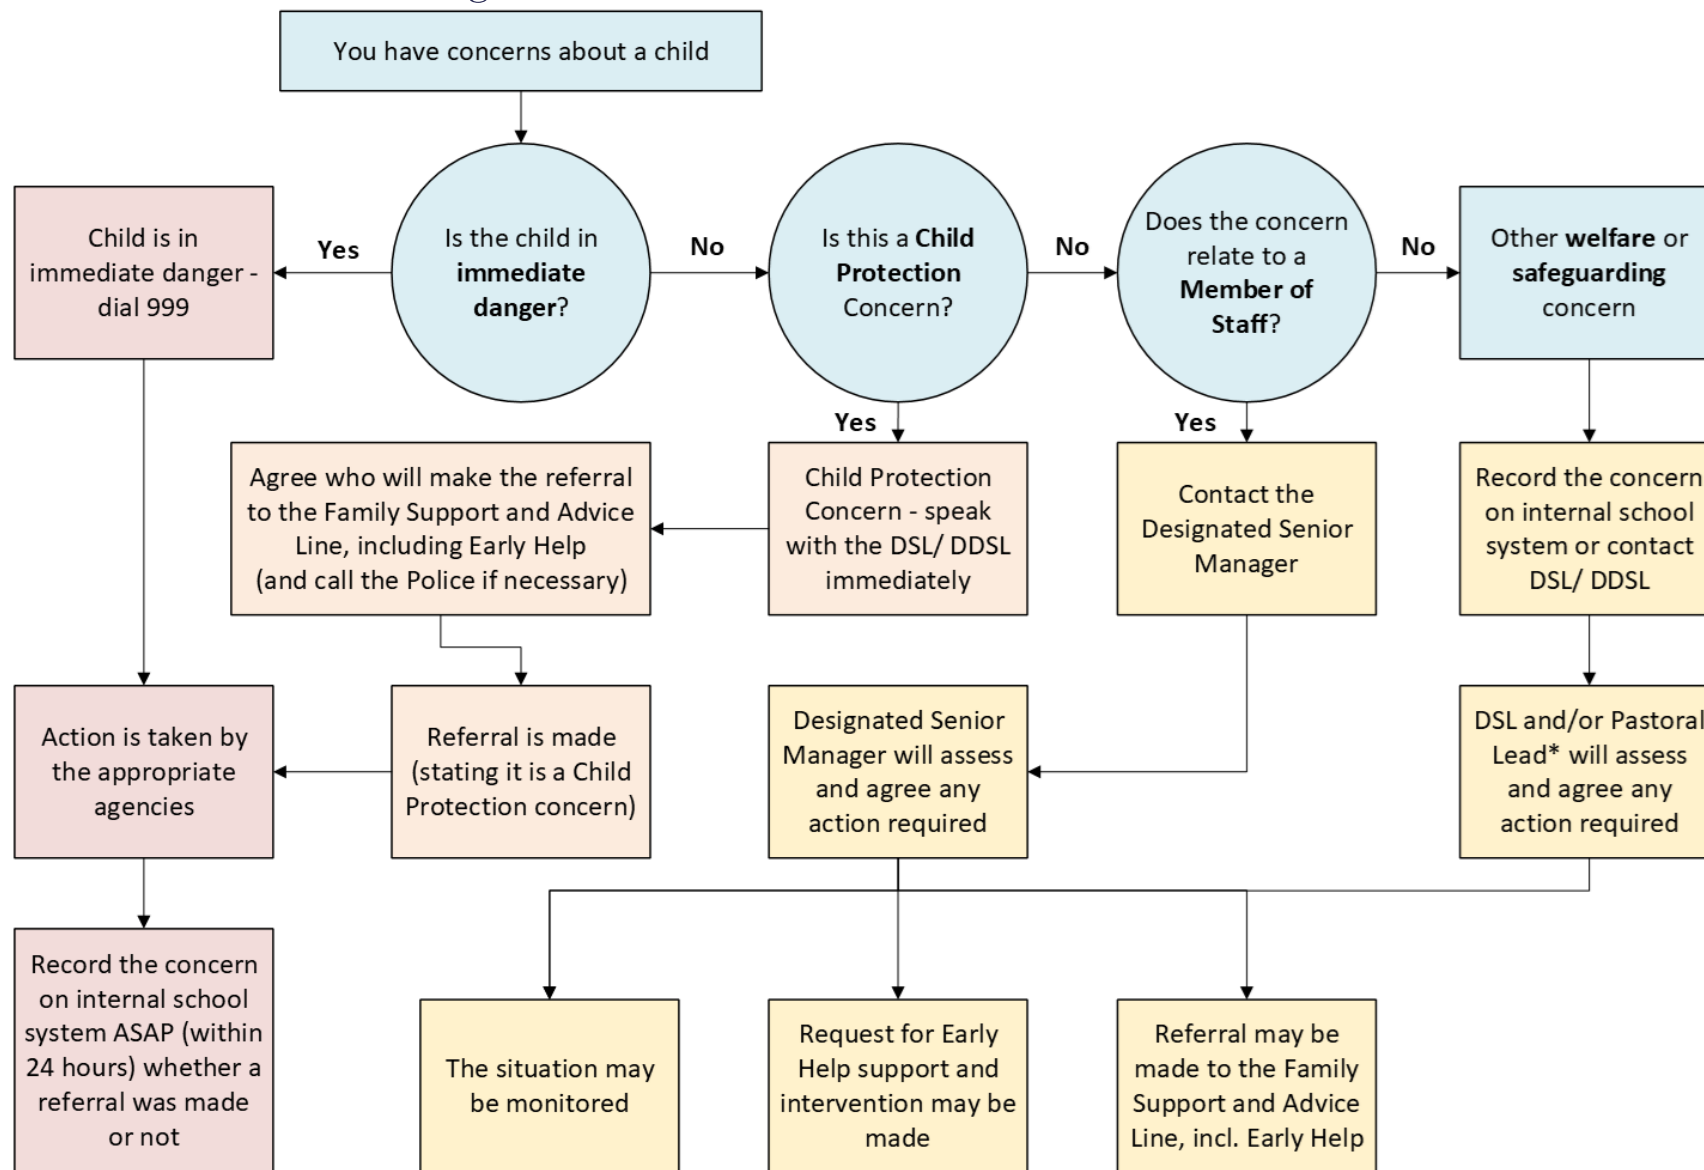 You have concerns about a child
Child is in
immediate danger -
dial 999
Yes
Is the child in
immediate
danger?
No
Is this a Child
Protection
Concern?
No
Does the concern
relate to a
Member of
Staff?
No
Other welfare or
safeguarding
concern
Yes
Yes
Agree who will make the referral
to the Family Support and Advice
Line, including Early Help
(and call the Police if necessary)
Child Protection
Concern - speak
with the DSL/ DDSL
immediately
Contact the
Designated Senior
Manager
Record the concern
on internal school
system or contact
DSL/ DDSL
Action is taken by
the appropriate
agencies
Referral is made
(stating it is a Child
Protection concern)
Designated Senior
Manager will assess
and agree any
action required
DSL and/or Pastoral
Lead* will assess
and agree any
action required
Record the concern
on internal school
system ASAP (within
24 hours) whether a
referral was made
or not
The situation may
be monitored
Request for Early
Help support and
intervention may be
made
Referral may be
made to the Family
Support and Advice
Line, incl. Early Help